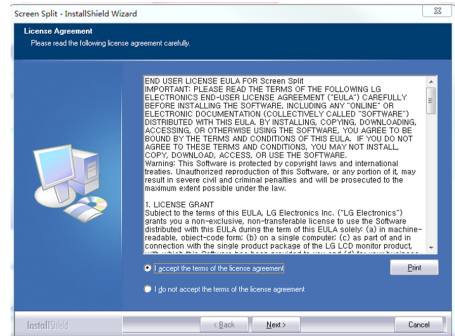 Screen Split - InstallShield Wizard
License Agreement
Please read the following license agreement carefully.
END USER LICENSE EULA FOR Screen Split
IMPORTANT: PLEASE READ THE TERMS OF THE FOLLOWING LG
ELECTRONICS END-USER LICENSE AGREEMENT ("EULA") CAREFULLY
BEFORE INSTALLING THE SOFTWARE, INCLUDING ANY "ONLINE" OR
ELECTRONIC DOCUMENTATION (COLLECTIVELY CALLED "SOFTWARE")
DISTRIBUTED WITH THIS EULA. BY INSTALLING, COPYING, DOWNLOADING,
ACCESSING, OR OTHERWISE USING THE SOFTWARE, YOU AGREE TO BE
BOUND BY THE TERMS AND CONDITIONS OF THIS EULA. IF YOU DO NOT
AGREE TO THESE TERMS AND CONDITIONS, YOU MAY NOT INSTALL,
COPY, DOWNLOAD, ACCESS, OR USE THE SOFTWARE.
Warning: This Software is protected by copyright laws and international
treaties. Unauthorized reproduction of this Software, or any portion of it, may
result in severe civil and criminal penalties and will be prosecuted to the
maximum extent possible under the law.
1. LICENSE GRANT
Subject to the terms of this EULA, LG Electronics Inc. ("LG Electronics")
grants you a non-exclusive, non-transferable license to use the Software
distributed with this EULA during the term of this EULA solely: (a) in machine-
readable, object-code form; (b) on a single computer; (c) as part of and in
connection with the single product package of the LG LCD monitor product,
I accept the terms of the license agreement
Print
I do not accept the terms of the license agreement
InstallShield
< Back
Next >
Cancel